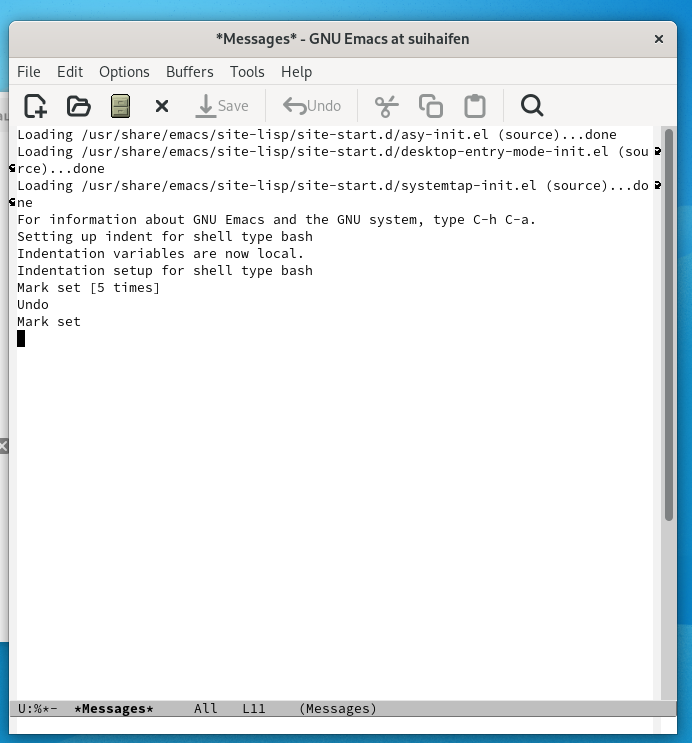 *Messages* - GNU Emacs at suihaifen
File Edit Options Buffers Tools Help
Save Undo
Loading /usr/share/emacs/site-lisp/site-start.d/asy-init.el (source)...done
Loading /usr/share/emacs/site-lisp/site-start.d/desktop-entry-mode-init.el (sou
rce)...done
Loading /usr/share/emacs/site-lisp/site-start.d/systemtap-init.el (source)...do
ne
For information about GNU Emacs and the GNU system, type C-h C-a.
Setting up indent for shell type bash
Indentation variables are now local.
Indentation setup for shell type bash
Mark set [5 times]
Undo
Mark set
U:%*- *Messages* All L11 (Messages)